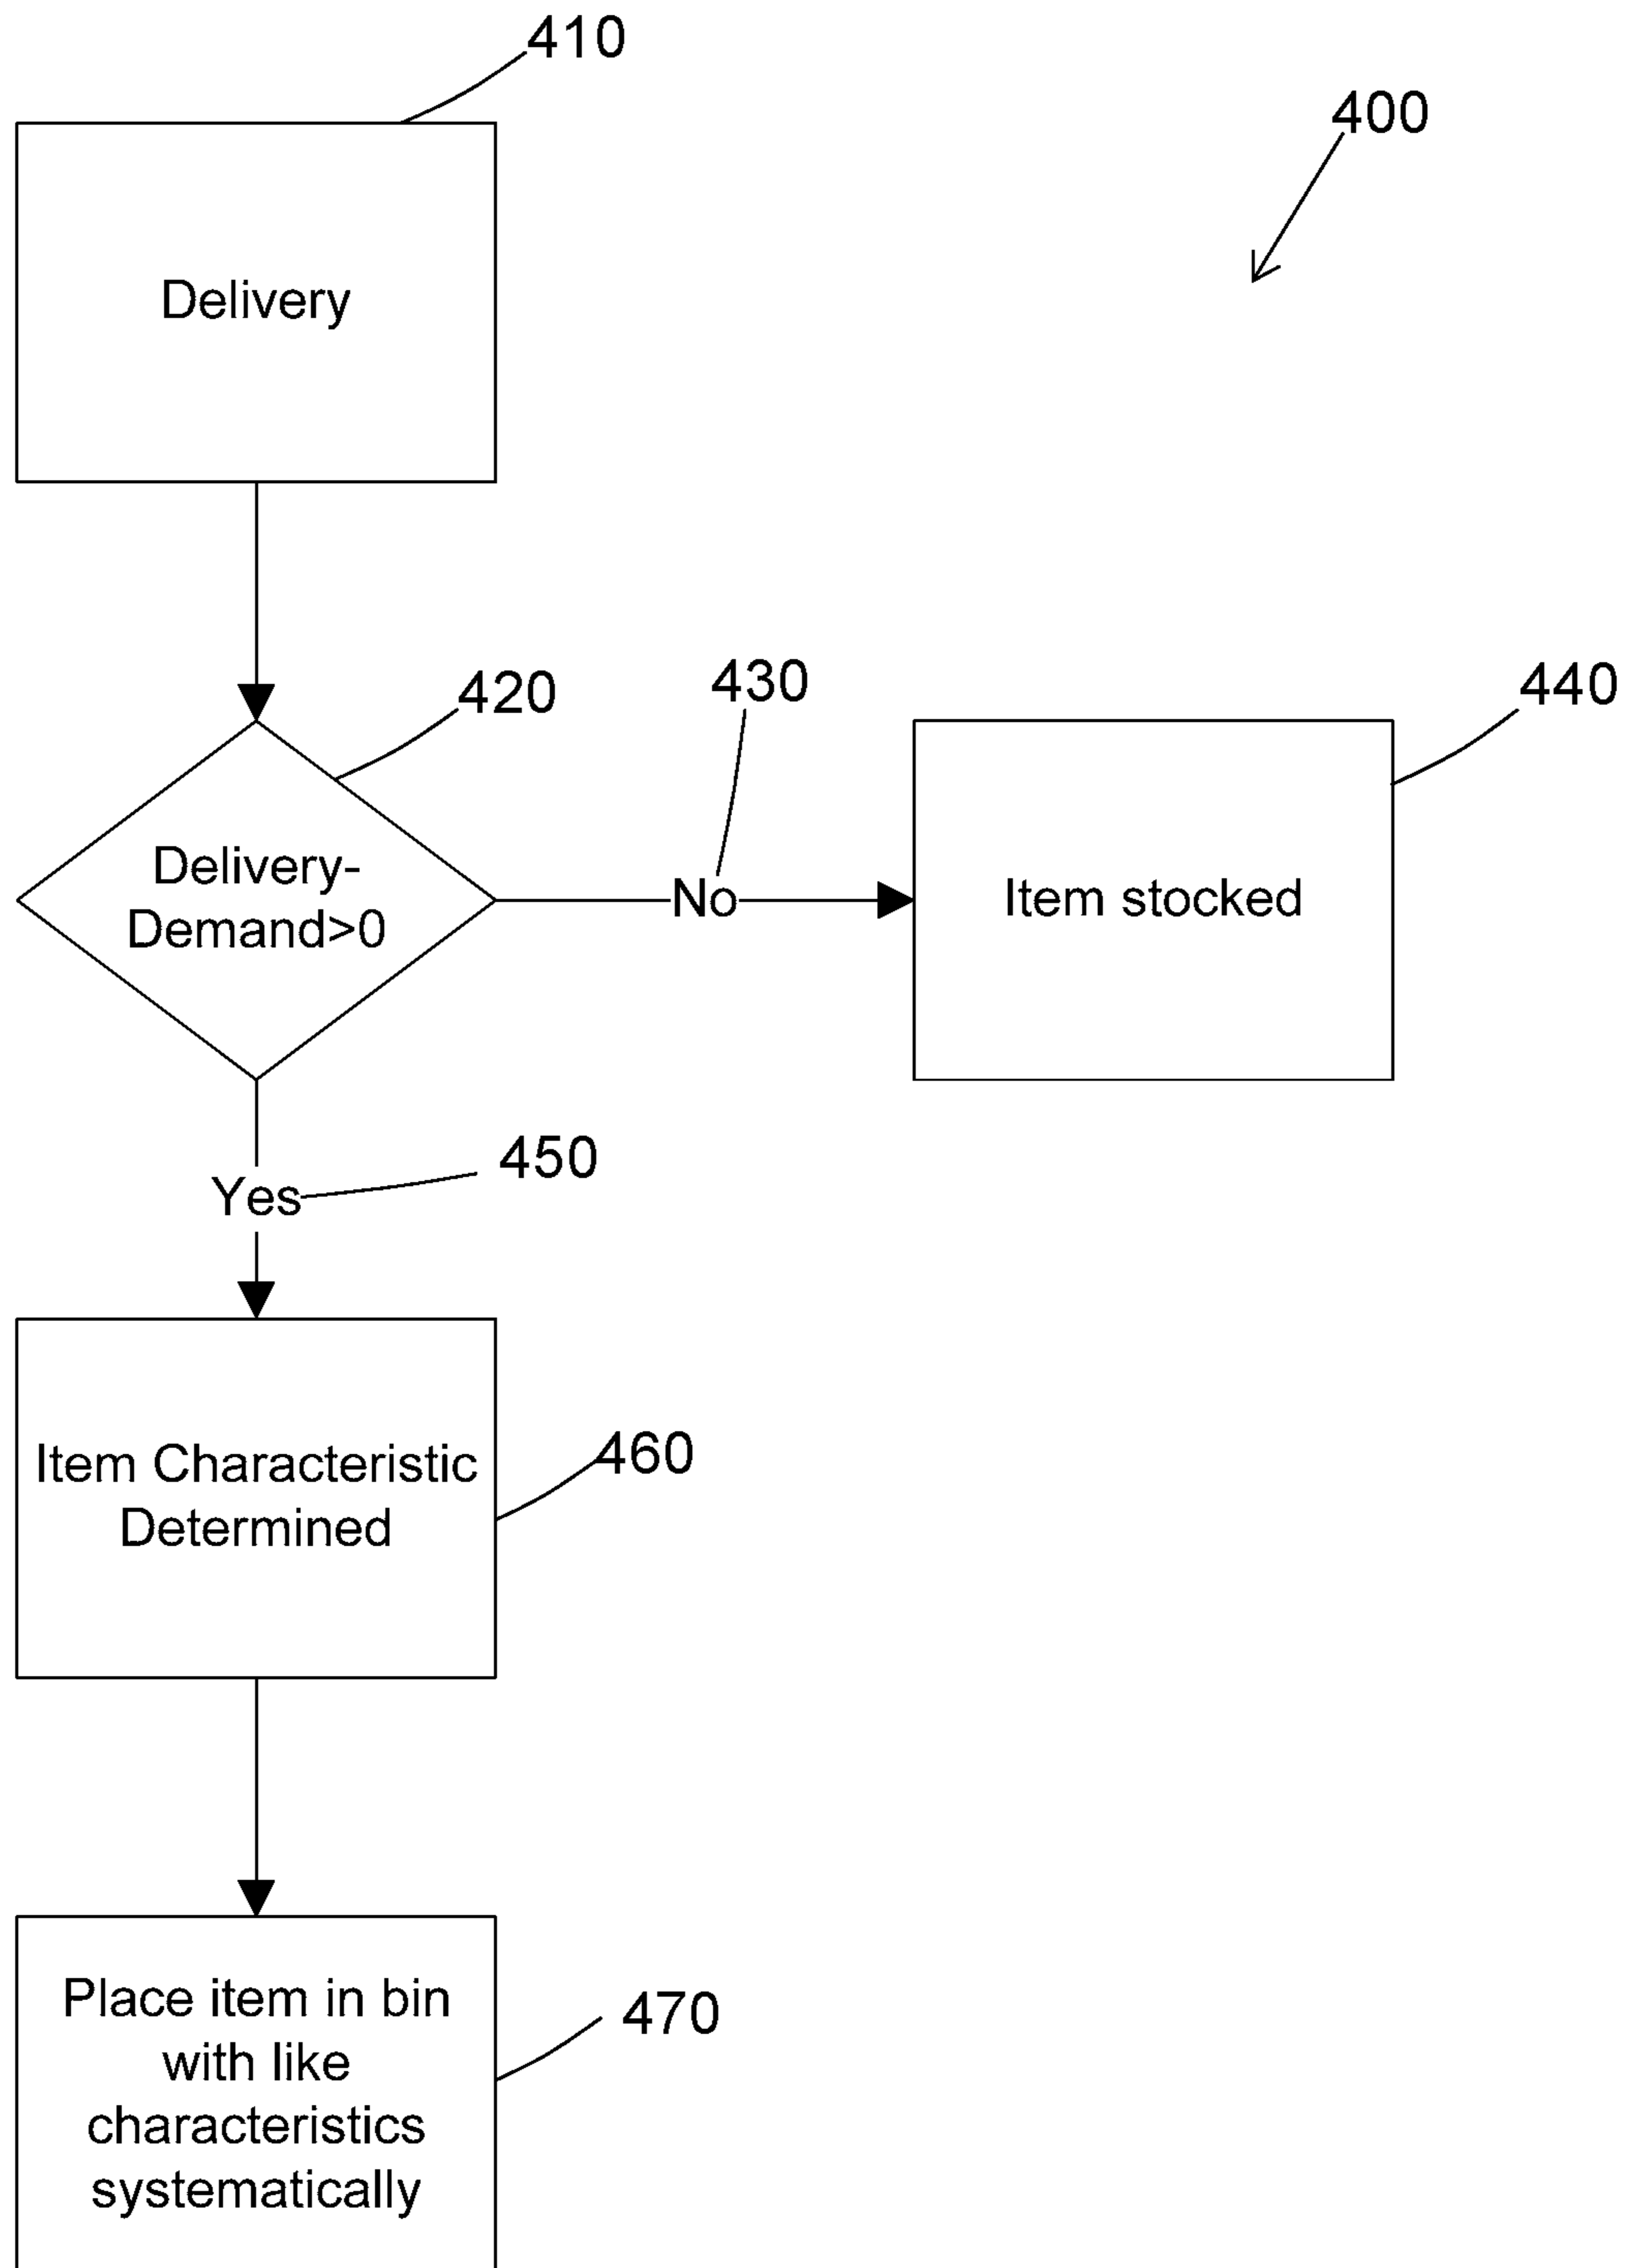 410
400
Delivery
420
430
440
Delivery-
Demand>0
No
Item stocked
450
Yes
460
Item Characteristic
Determined
470
Place item in bin
with like
characteristics
systematically